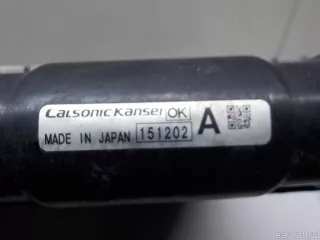 CalsonicKansei OK
MADE IN JAPAN 151202 A